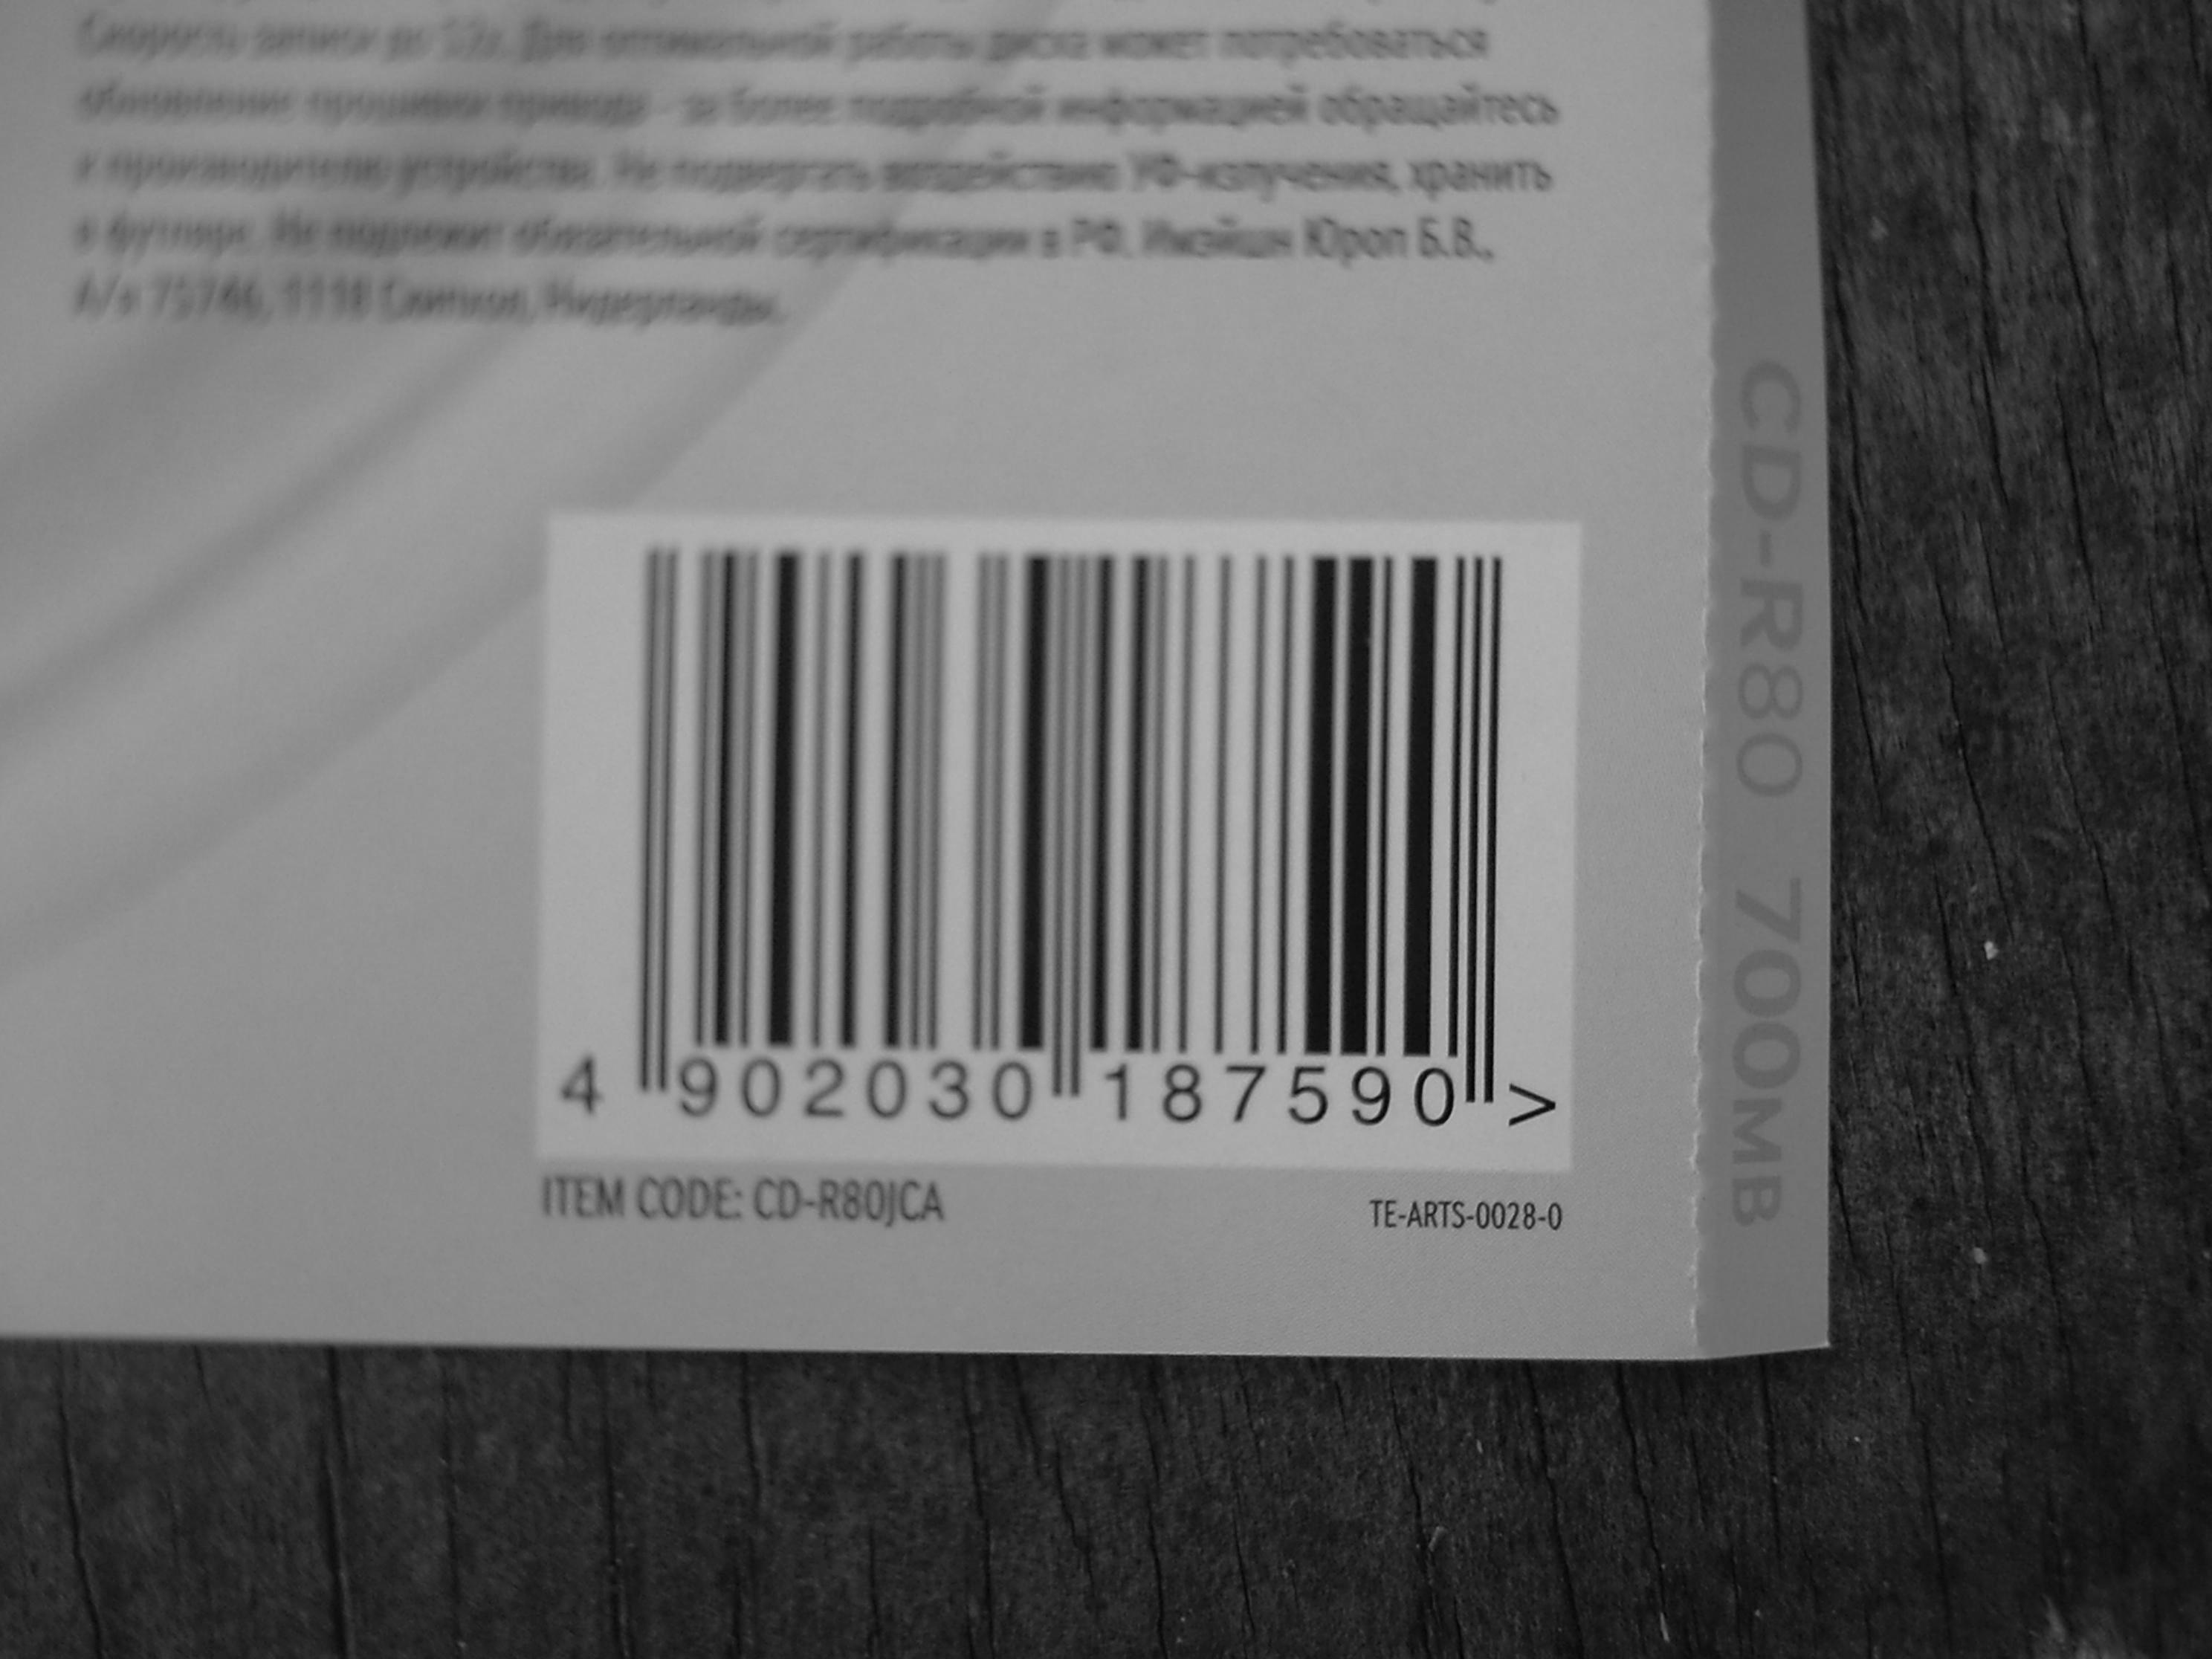 Скорость записи до 52x. Для оптимальной работы диска может потребоваться
обновление прошивки привода - за более подробной информацией обращайтесь
к производителю устройства. Не подвергать воздействию УФ-излучения, хранить
в футляре. Не подлежит обязательной сертификации в РФ. Имэйшн Юроп Б.В.,
А/я 75746, 1118 Схипхол, Нидерланды.
4 902030 187590 >
ITEM CODE: CD-R80JCA
TE-ARTS-0028-0
CD-R80 700MB